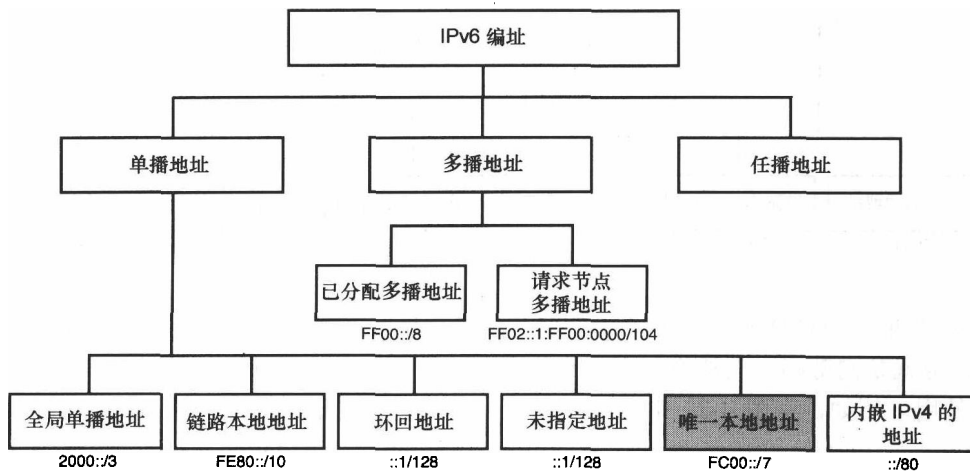 IPv6 编址
单播地址
多播地址
任播地址
已分配多播地址
请求节点
多播地址
FF00::/8
FF02::1:FF00:0000/104
全局单播地址
链路本地地址
环回地址
未指定地址
唯一本地地址
内嵌 IPv4 的
地址
2000::/3
FE80::/10
::1/128
::1/128
FC00::/7
::/80